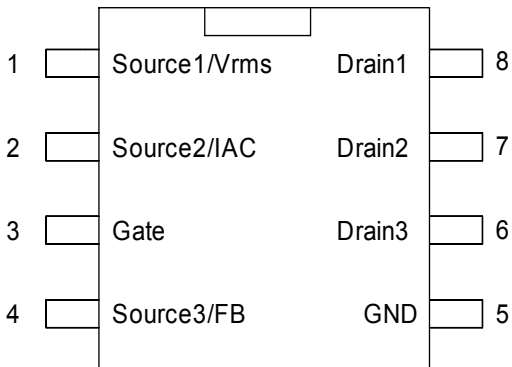 1 Source1/Vrms Drain1 8
2 Source2/IAC Drain2 7
3 Gate Drain3 6
4 Source3/FB GND 5